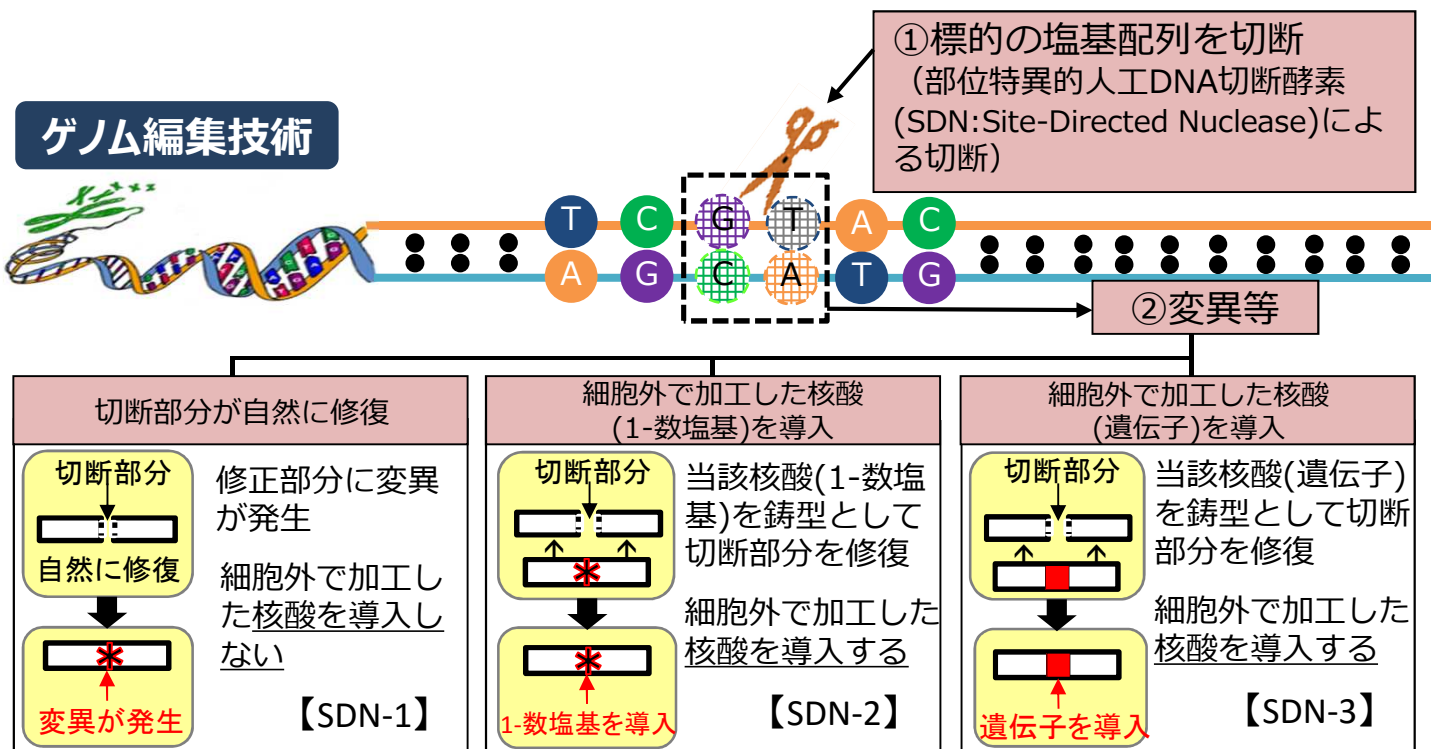 ゲノム編集技術
①標的の塩基配列を切断
（部位特異的人工DNA切断酵素
(SDN:Site-Directed Nuclease)によ
る切断）
T C G T A C
A G C A T G
②変異等
切断部分が自然に修復
切断部分
自然に修復
変異が発生
修正部分に変異
が発生
細胞外で加工し
た核酸を導入し
ない
【SDN-1】
細胞外で加工した核酸
(1-数塩基)を導入
切断部分
1-数塩基を導入
当該核酸(1-数塩
基)を鋳型として
切断部分を修復
細胞外で加工した
核酸を導入する
【SDN-2】
細胞外で加工した核酸
(遺伝子)を導入
切断部分
遺伝子を導入
当該核酸(遺伝子)
を鋳型として切断
部分を修復
細胞外で加工した
核酸を導入する
【SDN-3】